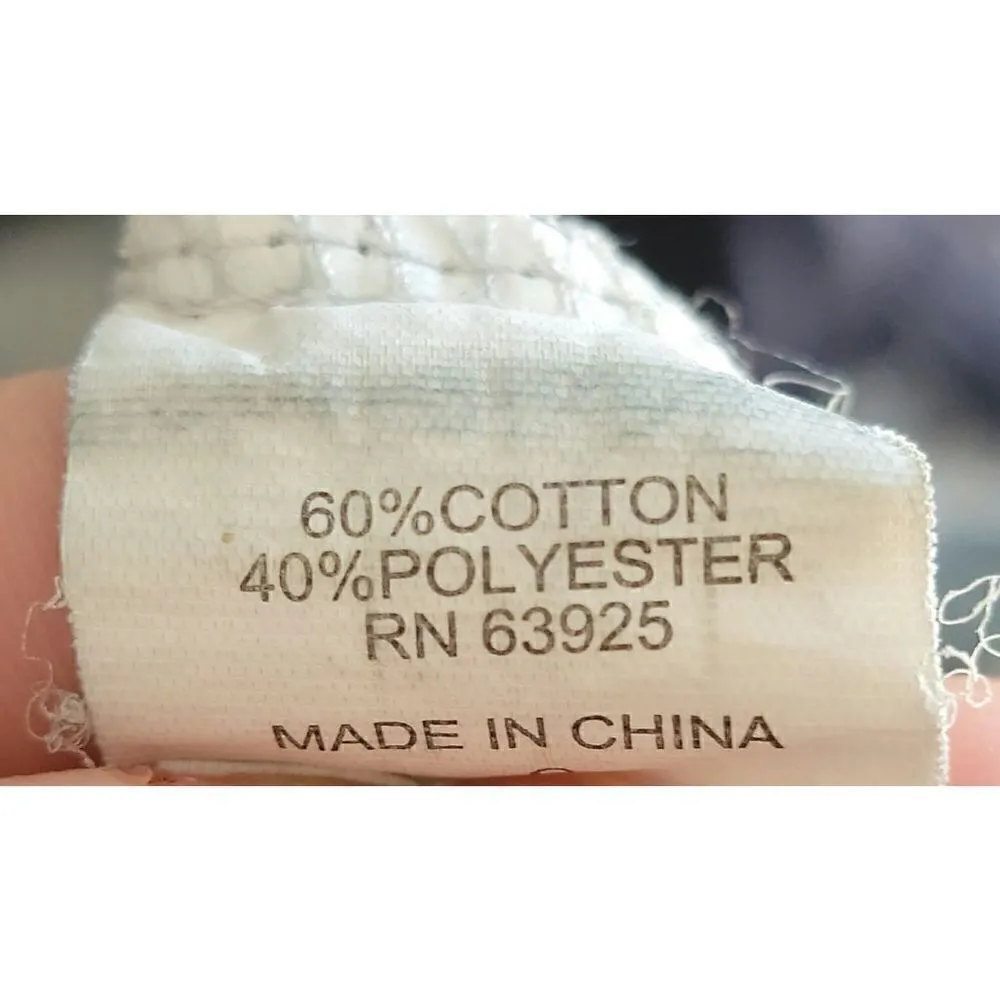 60%COTTON
40%POLYESTER
RN 63925
MADE IN CHINA